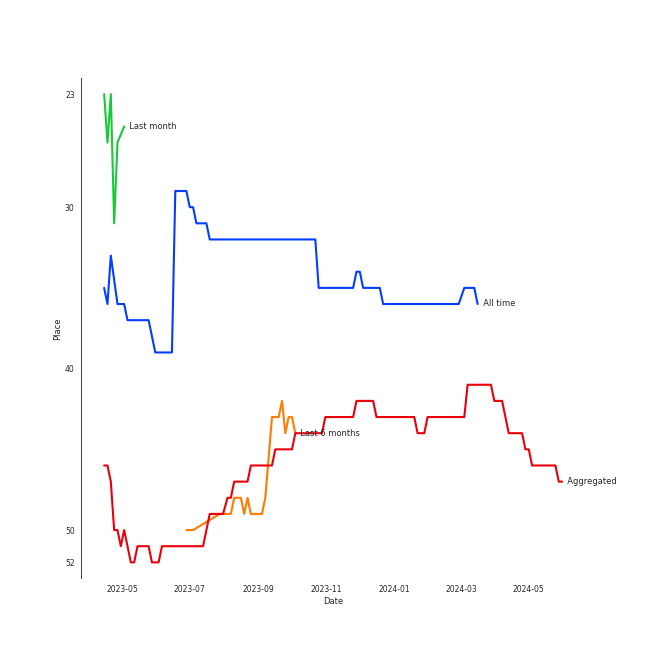 23
Last month
30
All time
Place
40
Last 6 months
Aggregated
50
52
2023-05 2023-07 2023-09 2023-11 2024-01 2024-03 2024-05
Date